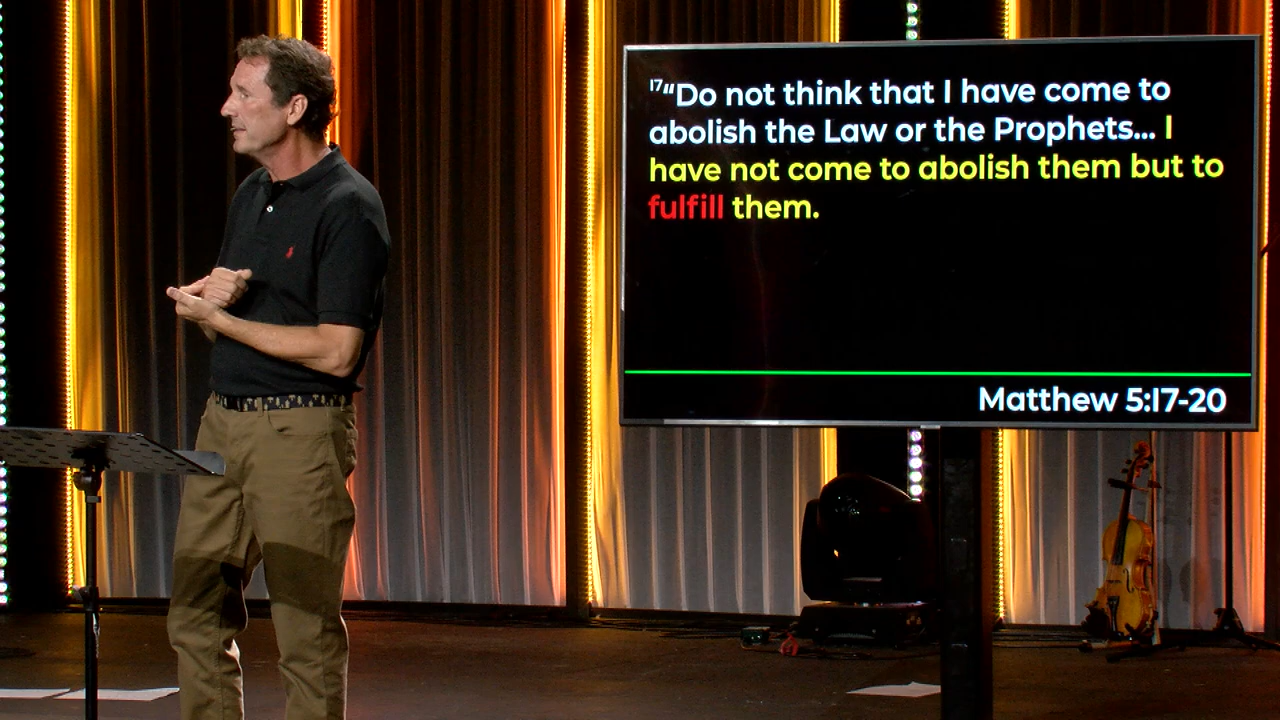 17“Do not think that I have come to
abolish the Law or the Prophets... I
have not come to abolish them but to
fulfill them.
Matthew 5:17-20